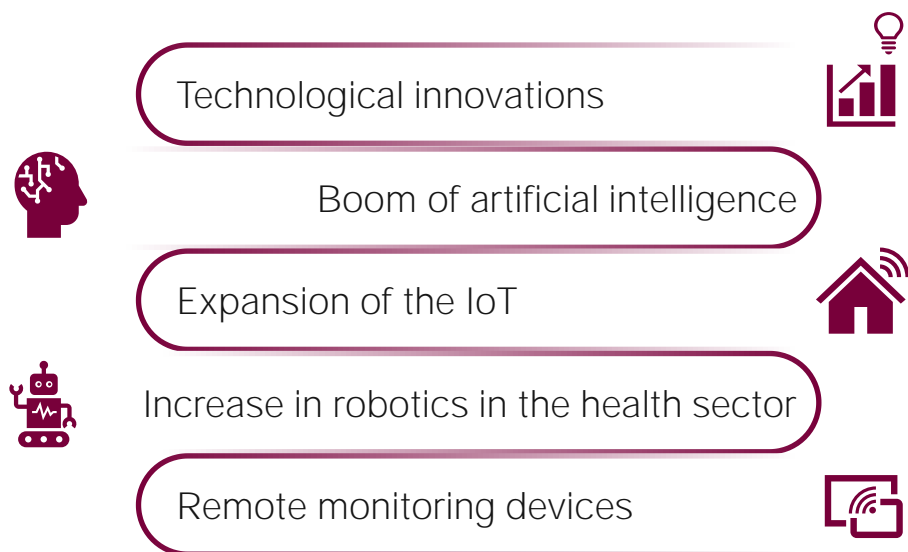 Technological innovations
Boom of artificial intelligence
Expansion of the IoT
Increase in robotics in the health sector
Remote monitoring devices